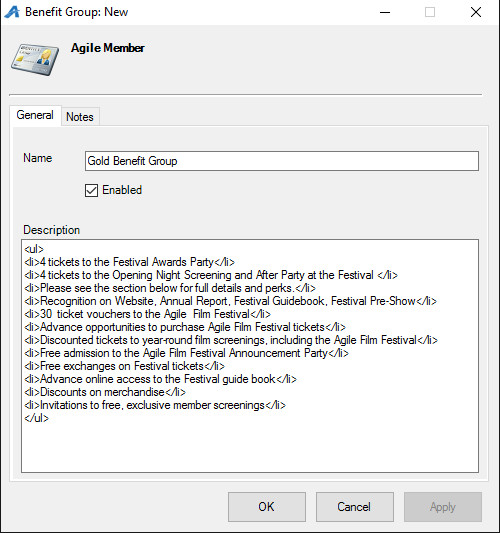 Benefit Group: New
Agile Member
General
Notes
Name
Gold Benefit Group
Enabled
Description
<ul>
<li>4 tickets to the Festival Awards Party</li>
<li>4 tickets to the Opening Night Screening and After Party at the Festival </li>
<li>Please see the section below for full details and perks.</li>
<li>Recognition on Website, Annual Report, Festival Guidebook, Festival Pre-Show</li>
<li>30 ticket vouchers to the Agile Film Festival</li>
<li>Advance opportunities to purchase Agile Film Festival tickets</li>
<li>Discounted tickets to year-round film screenings, including the Agile Film Festival</li>
<li>Free admission to the Agile Film Festival Announcement Party</li>
<li>Free exchanges on Festival tickets</li>
<li>Advance online access to the Festival guide book</li>
<li>Discounts on merchandise</li>
<li>Invitations to free, exclusive member screenings</li>
</ul>
OK
Cancel
Apply